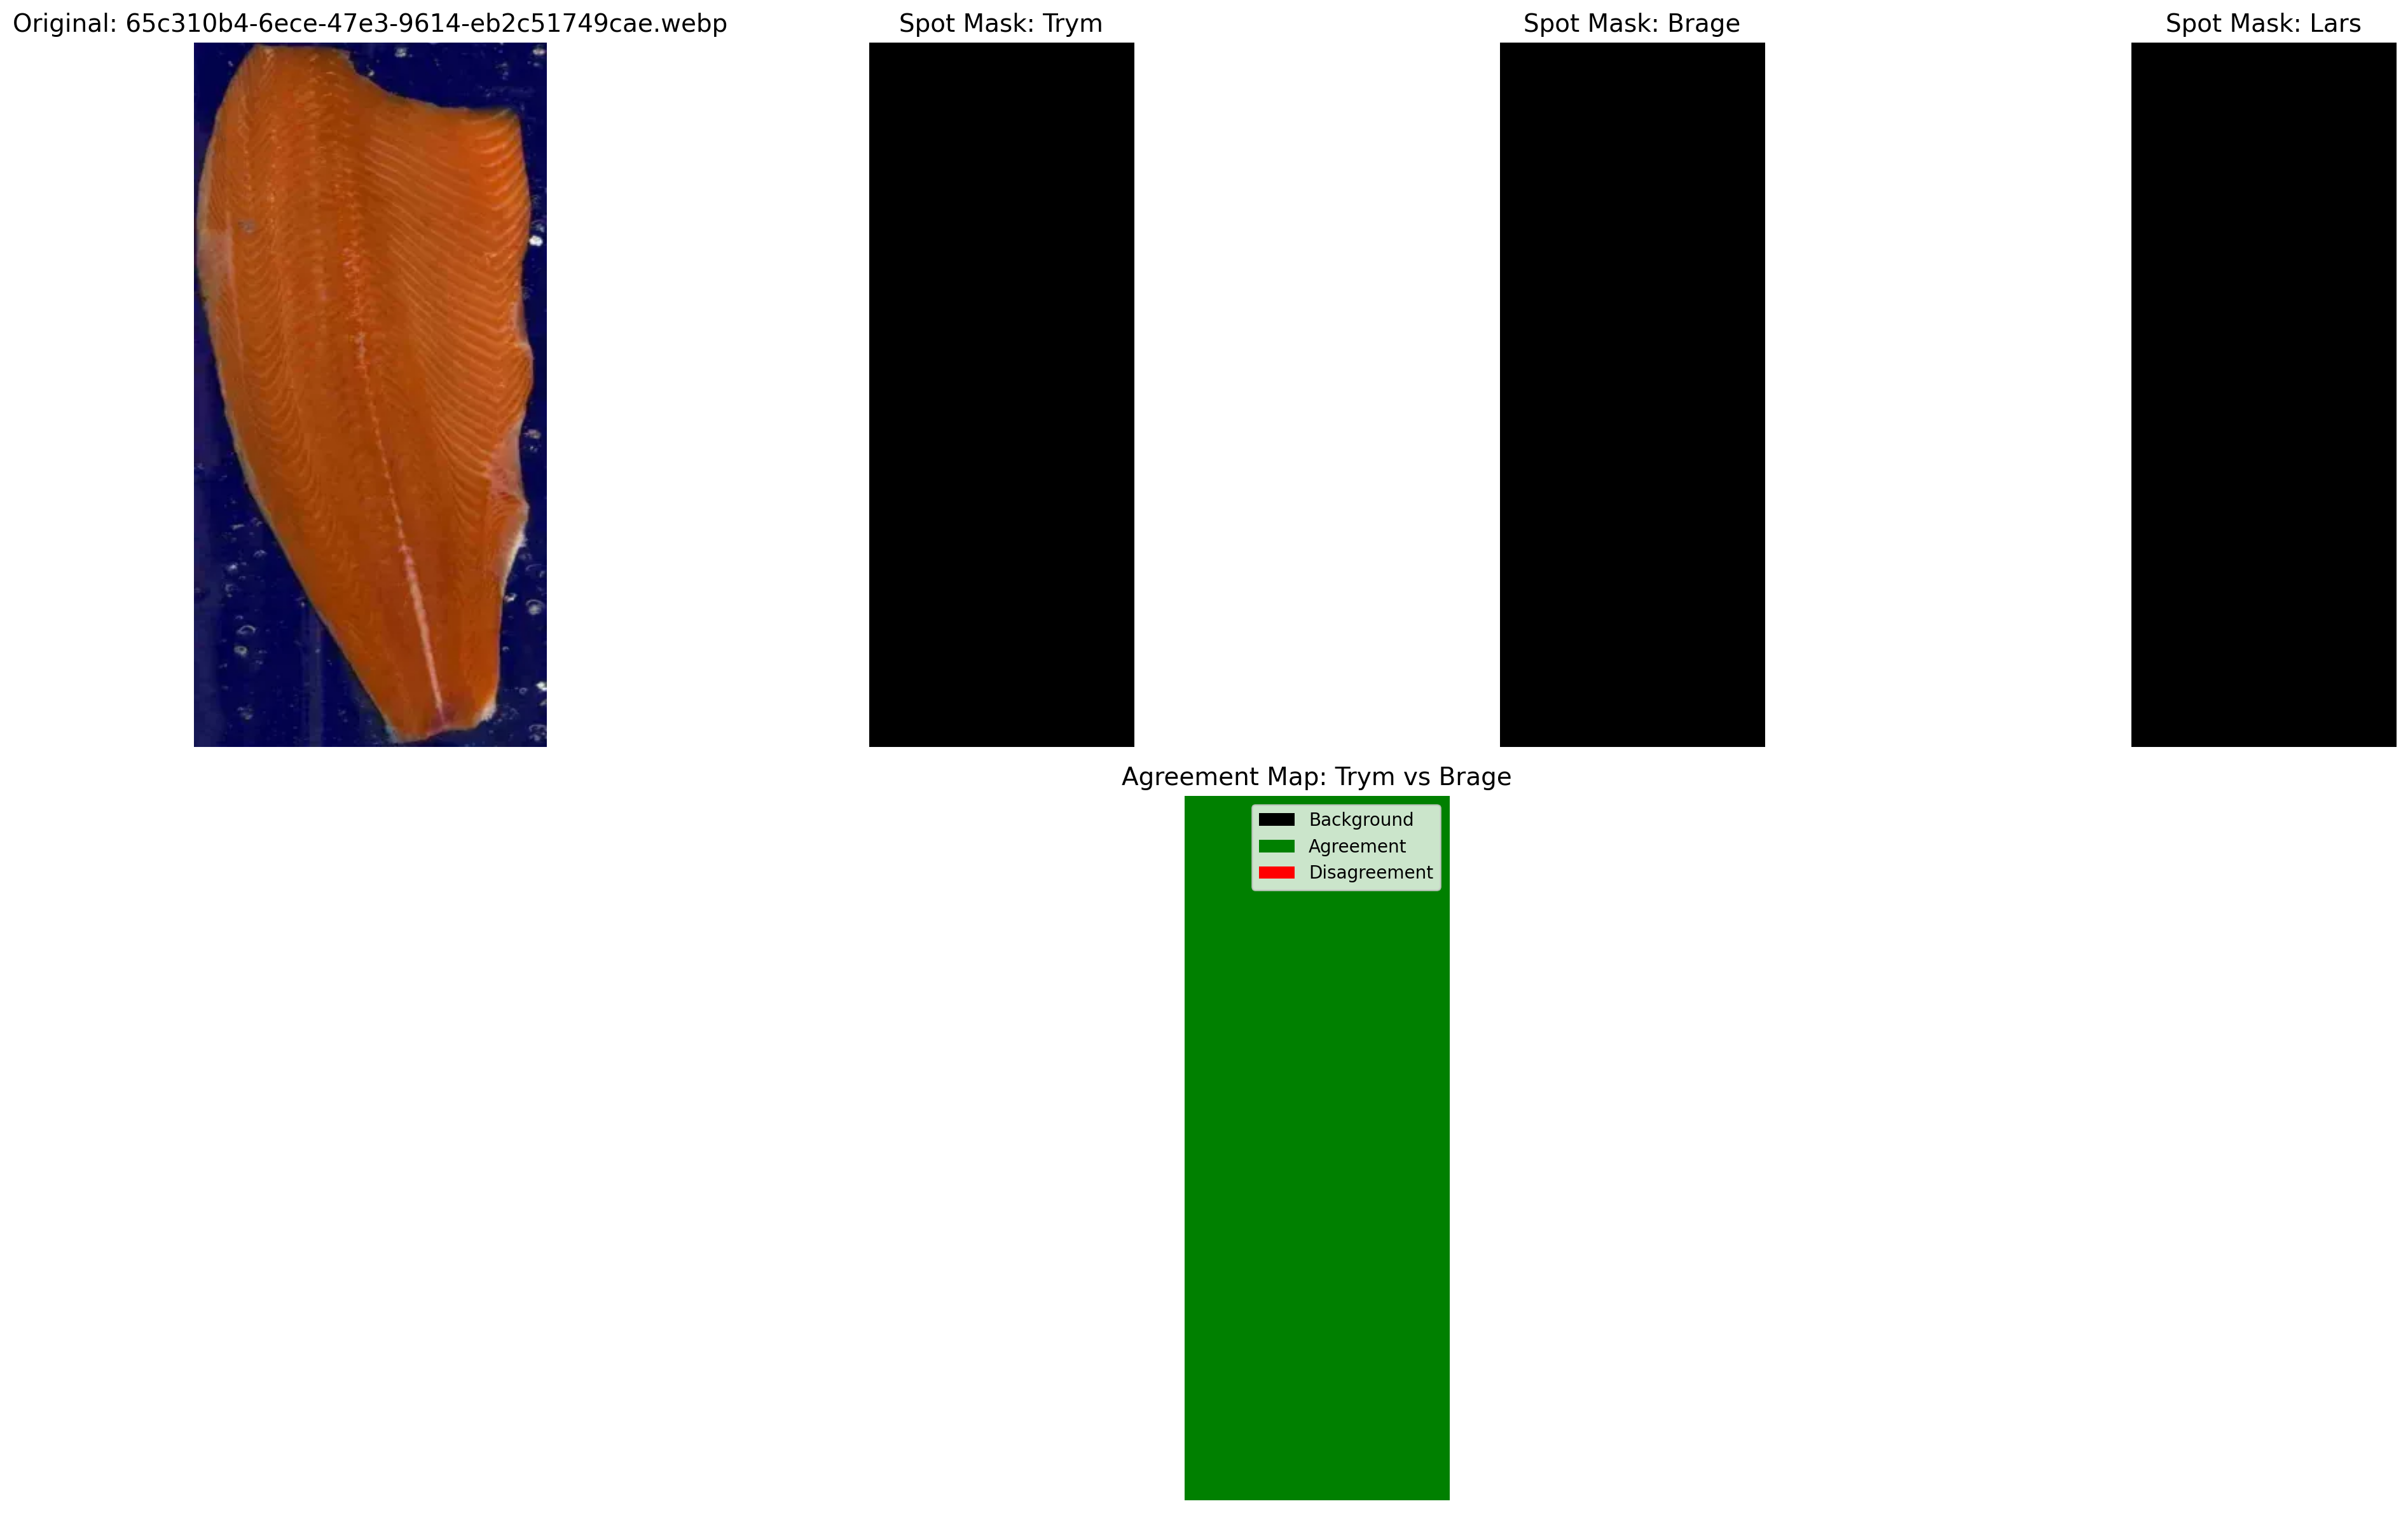 Original: 65c310b4-6ece-47e3-9614-eb2c51749cae.webp
Spot Mask: Trym
Spot Mask: Brage
Spot Mask: Lars
Agreement Map: Trym vs Brage
Background
Agreement
Disagreement